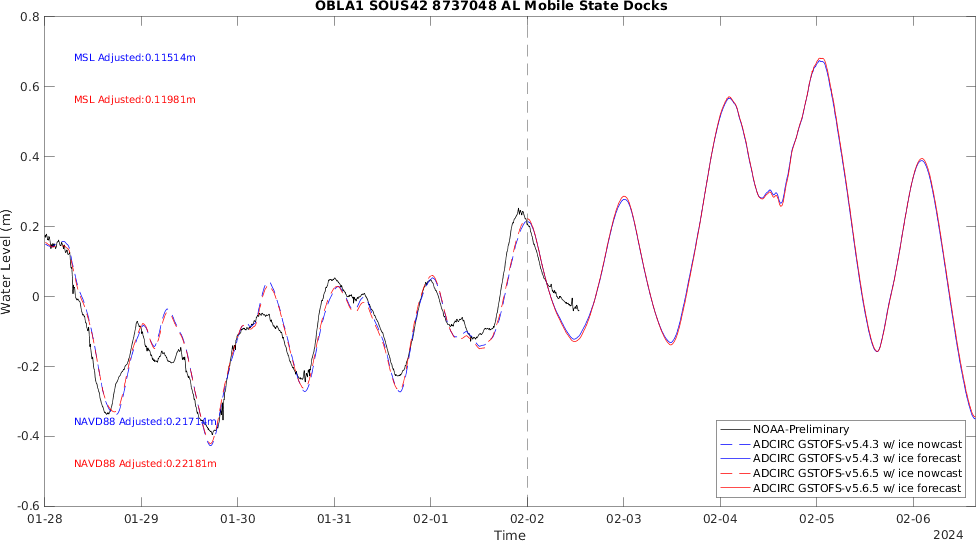 OBLA1 SOUS42 8737048 AL Mobile State Docks
0.8
0.6
0.4
0.2
0
-0.2
-0.4
-0.6
Water Level (m)
MSL Adjusted:0.11514m
MSL Adjusted:0.11981m
NAVD88 Adjusted:0.21714m
NAVD88 Adjusted:0.22181m
NOAA-Preliminary
ADCIRC GSTOFS-v5.4.3 w/ ice nowcast
ADCIRC GSTOFS-v5.4.3 w/ ice forecast
ADCIRC GSTOFS-v5.6.5 w/ ice nowcast
ADCIRC GSTOFS-v5.6.5 w/ ice forecast
01-28 01-29 01-30 01-31 02-01 02-02 02-03 02-04 02-05 02-06
Time
2024